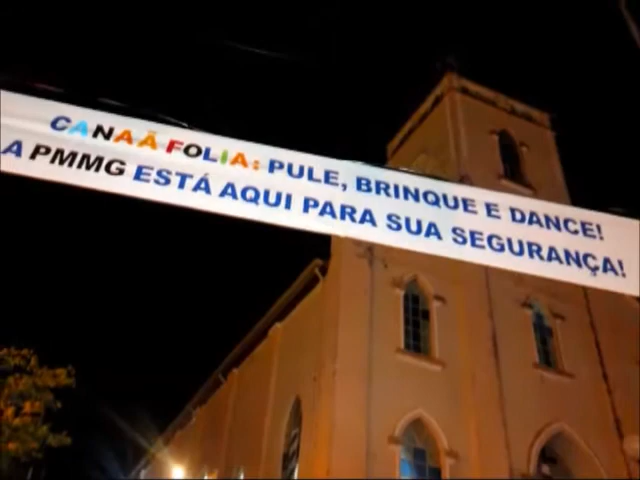 CANAÃ FOLIA: PULE, BRINQUE E DANCE!
A PMMG ESTÁ AQUI PARA SUA SEGURANÇA!